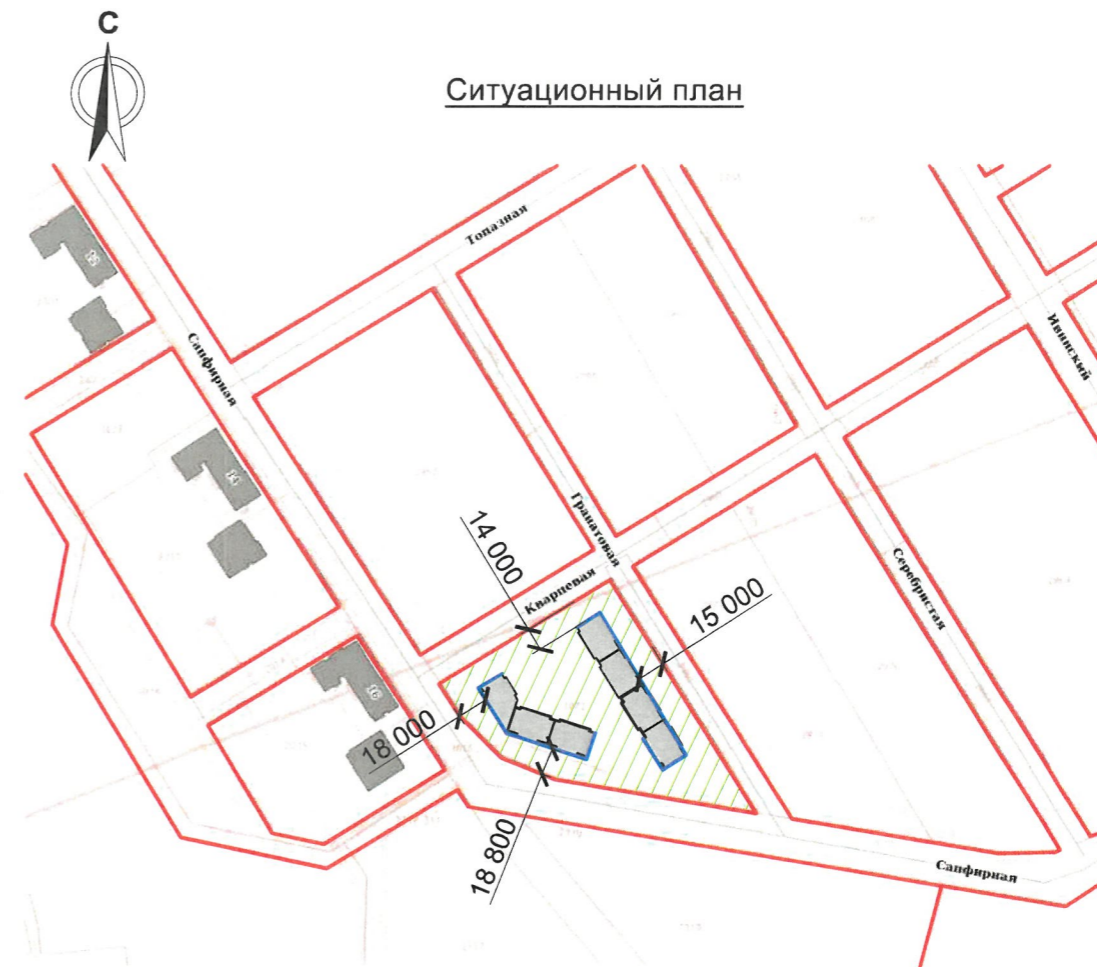 С
Ситуационный план
Топазная
Сапфирная
Ивинский
Гранатовая
14 000
Кварцевая
15 000
Серебристая
18 000
18 800
Сапфирная